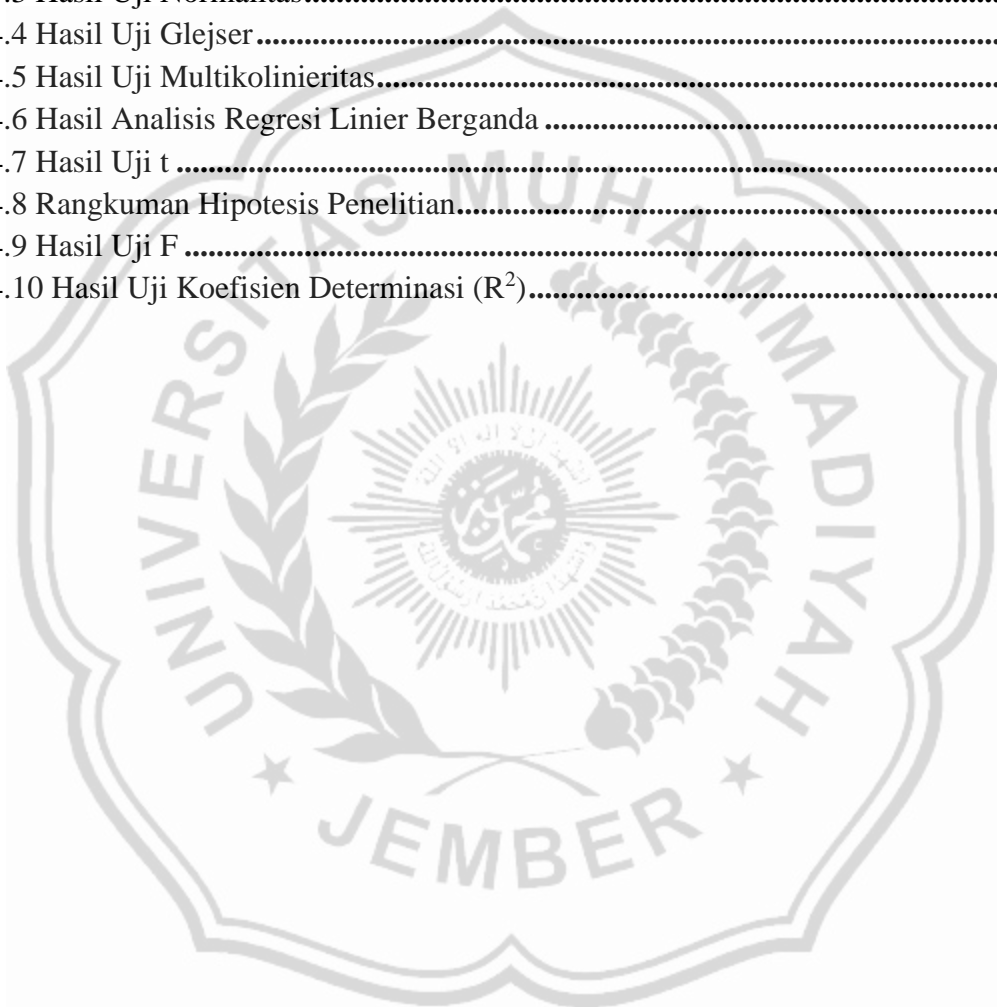 .3 Hasil Uji Normalitas
.4 Hasil Uji Glejser
.5 Hasil Uji Multikolinieritas
.6 Hasil Analisis Regresi Linier Berganda
.7 Hasil Uji t
.8 Rangkuman Hipotesis Penelitian
.9 Hasil Uji F
.10 Hasil Uji Koefisien Determinasi (R²)
UNIVERSITAS MUHAMMADIYAH
★ JEMBER ★